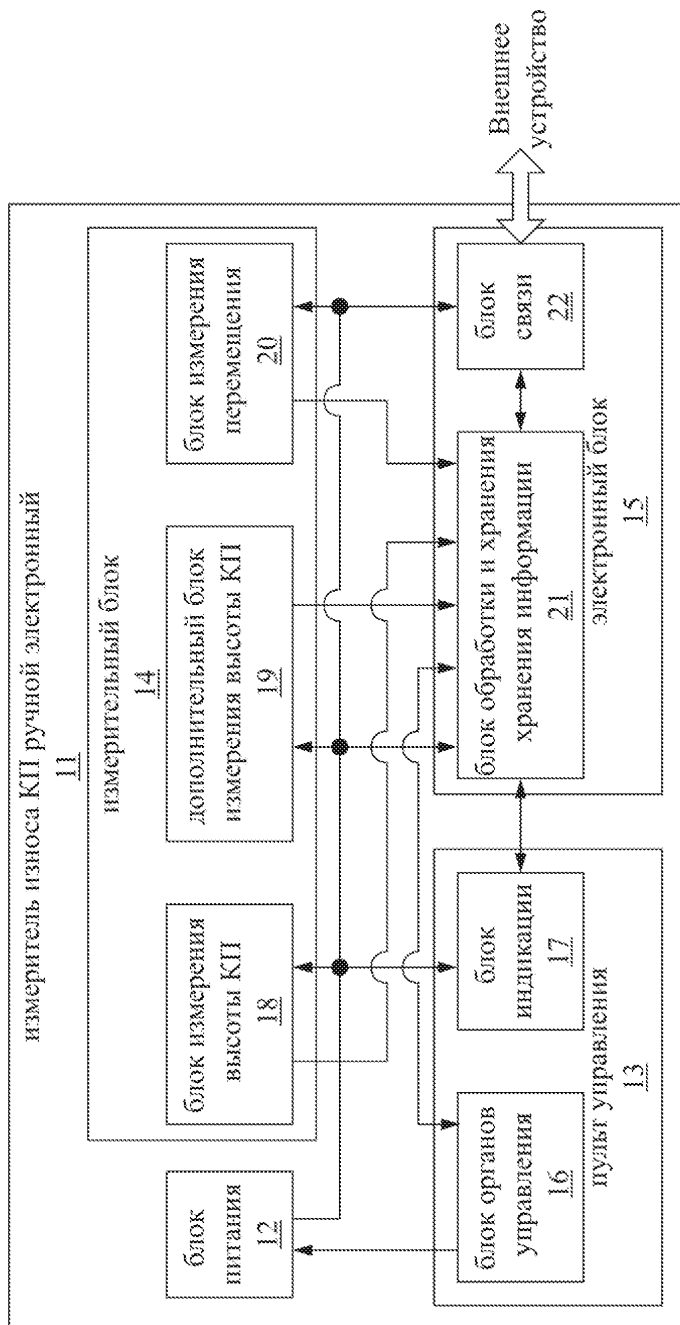 измеритель износа КП ручной электронный
11
измерительный блок
14
блок
питания
12
блок измерения
высоты КП
18
дополнительный блок
измерения высоты КП
19
блок измерения
перемещения
20
блок органов
управления
16
блок
индикации
17
пульт управления
13
блок обработки и хранения
хранения информации
21
блок
связи
22
электронный блок
15
Внешнее
устройство